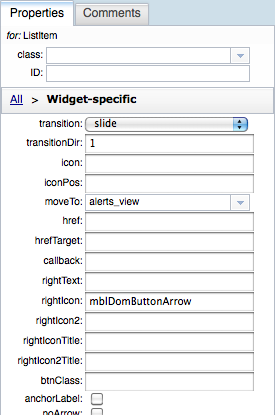 Properties Comments
for: ListItem
class:
ID:
All > Widget-specific
transition: slide
transitionDir: 1
icon:
iconPos:
moveTo: alerts_view
href:
hrefTarget:
callback:
rightText:
rightIcon: mblDomButtonArrow
rightIcon2:
rightIconTitle:
rightIcon2Title:
btnClass:
anchorLabel:
noArrow: